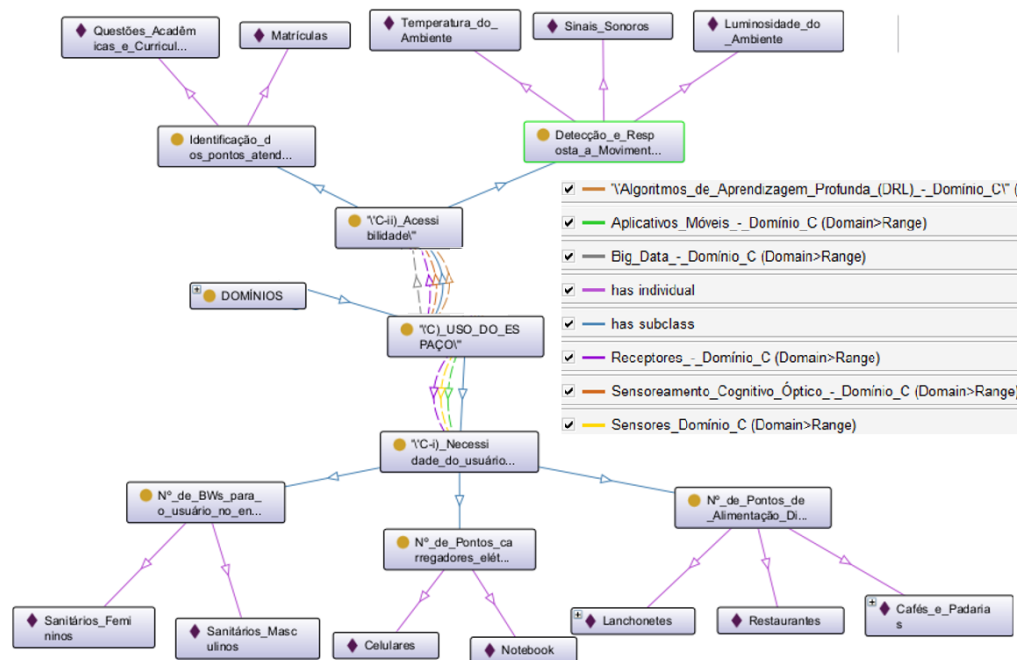 Questões_Acadêm
icas_e_Curricul...
Matrículas
Temperatura_do_
Ambiente
Sinais_Sonoros
Luminosidade_do
_Ambiente
Identificação_d
os_pontos_atend...
Detecção_e_Resp
osta_a_Moviment...
"\'C-ii)_Acessi
bilidade\"
DOMÍNIOS
"\'(C)_USO_DO_ES
PAÇO\"
"\'C-i)_Necessi
dade_do_usuário...
Nº_de_BWs_para_
o_usuário_no_en...
Nº_de_Pontos_ca
rregadores_elét...
Nº_de_Pontos_de
_Alimentação_Di...
Sanitários_Femi
ninos
Sanitários_Masc
ulinos
Celulares
Notebook
Lanchonetes
Restaurantes
Cafés_e_Padaria
s
"\'Algoritmos_de_Aprendizagem_Profunda_(DRL)_-_Domínio_C\" (
Aplicativos_Móveis_-_Domínio_C (Domain>Range)
Big_Data_-_Domínio_C (Domain>Range)
has individual
has subclass
Receptores_-_Domínio_C (Domain>Range)
Sensoreamento_Cognitivo_Óptico_-_Domínio_C (Domain>Range)
Sensores_Domínio_C (Domain>Range)